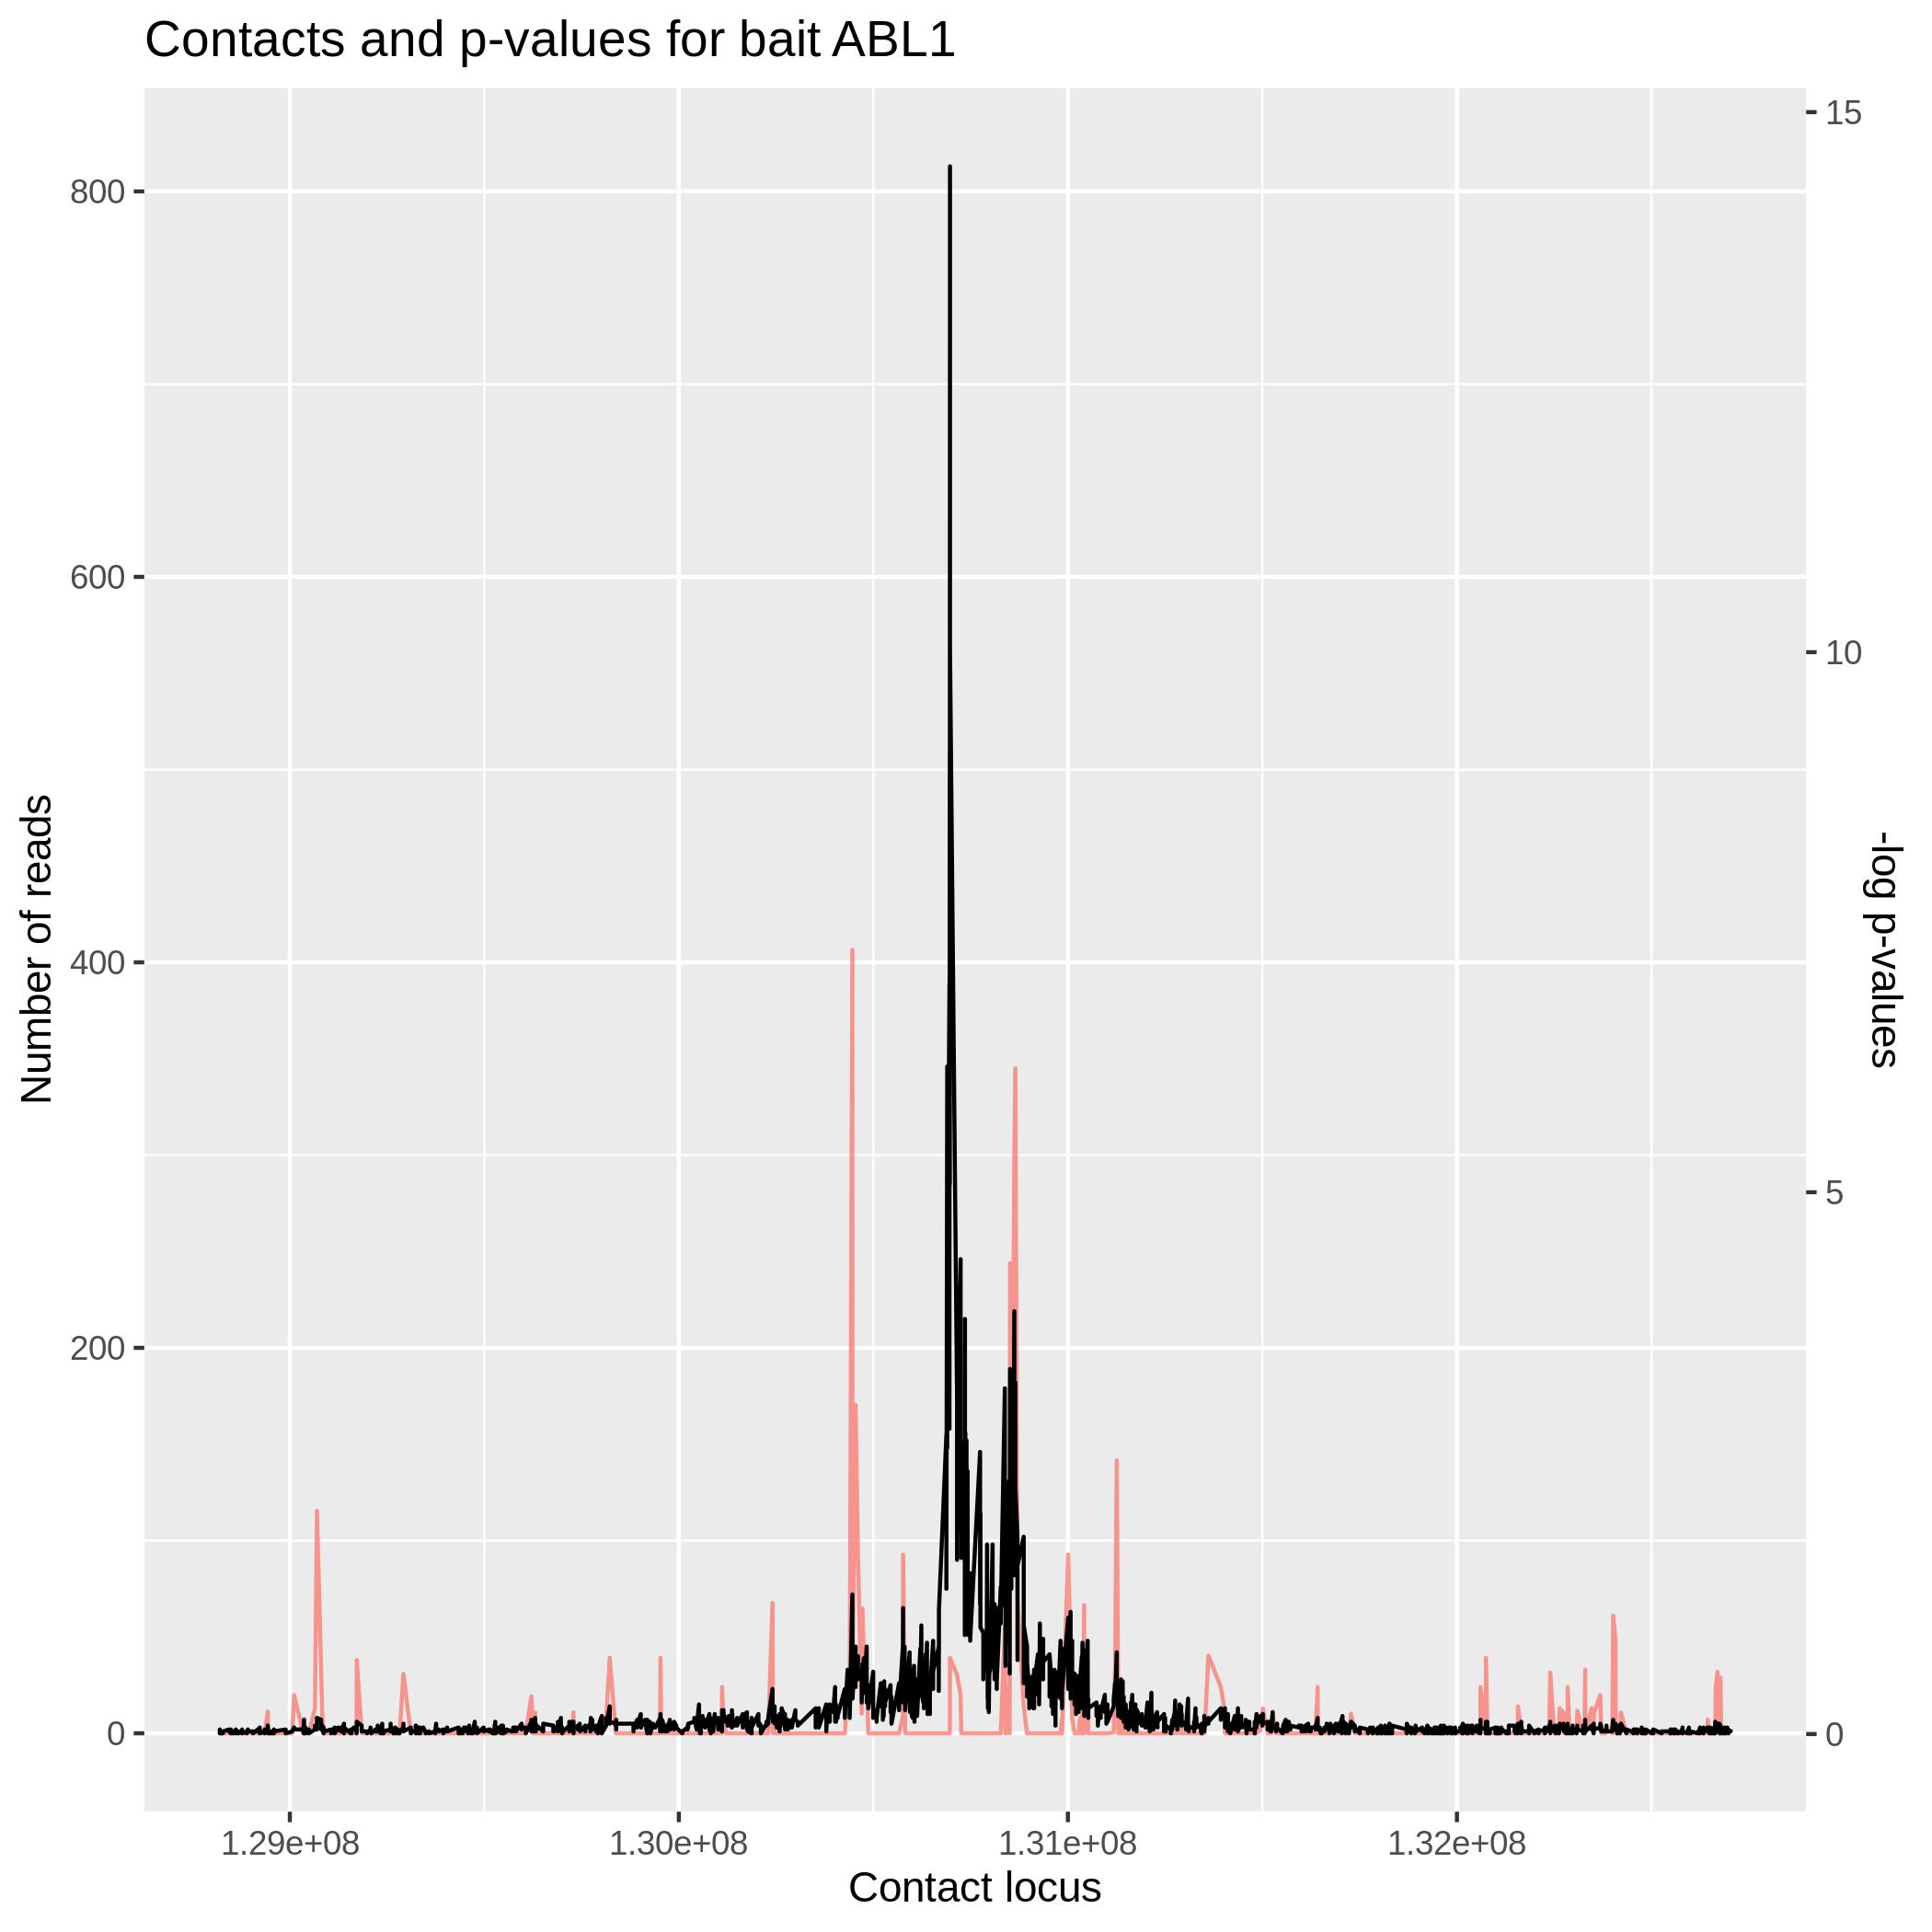 Contacts and p-values for bait ABL1
800
600
400
200
0
Number of reads
15
10
5
0
-log p-values
1.29e+08
1.30e+08
1.31e+08
1.32e+08
Contact locus